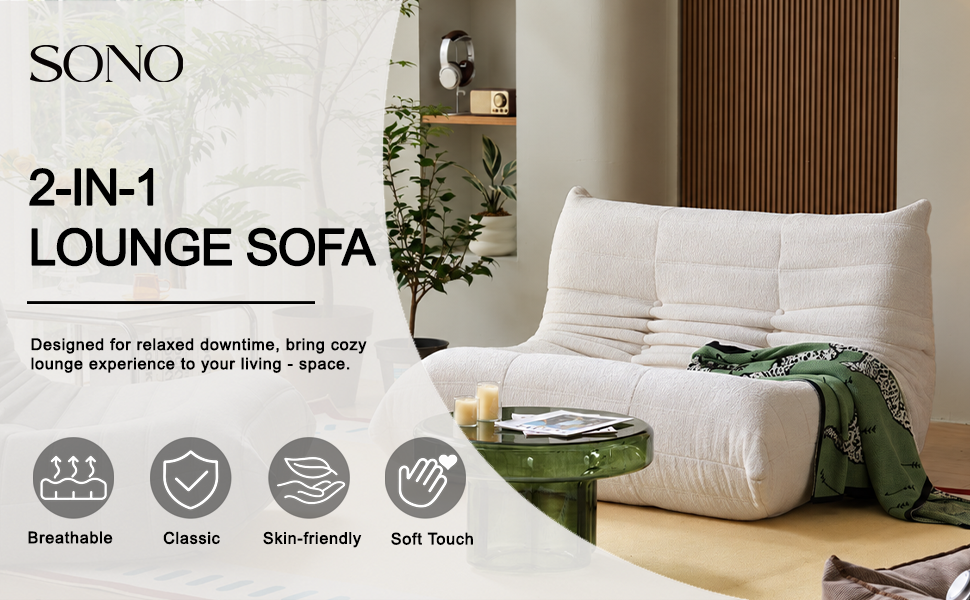 SONO
2-IN-1
LOUNGE SOFA
Designed for relaxed downtime, bring cozy
lounge experience to your living - space.
Breathable
Classic
Skin-friendly
Soft Touch